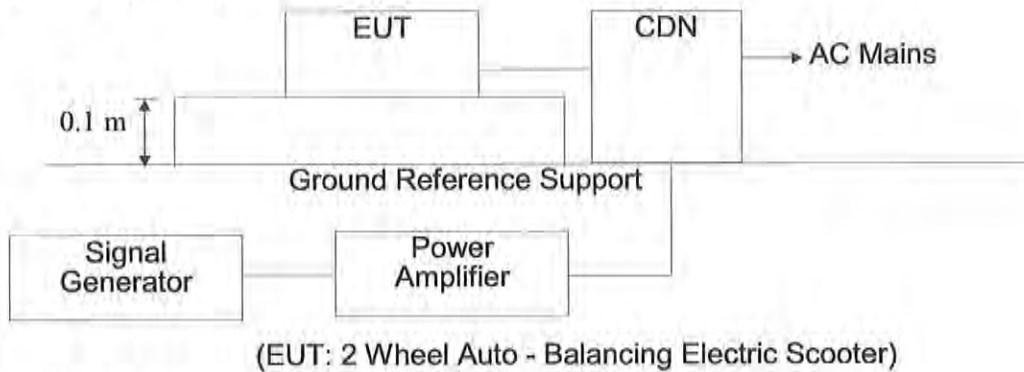 EUT
CDN
AC Mains
0.1 m
Ground Reference Support
Signal
Generator
Power
Amplifier
(EUT: 2 Wheel Auto - Balancing Electric Scooter)